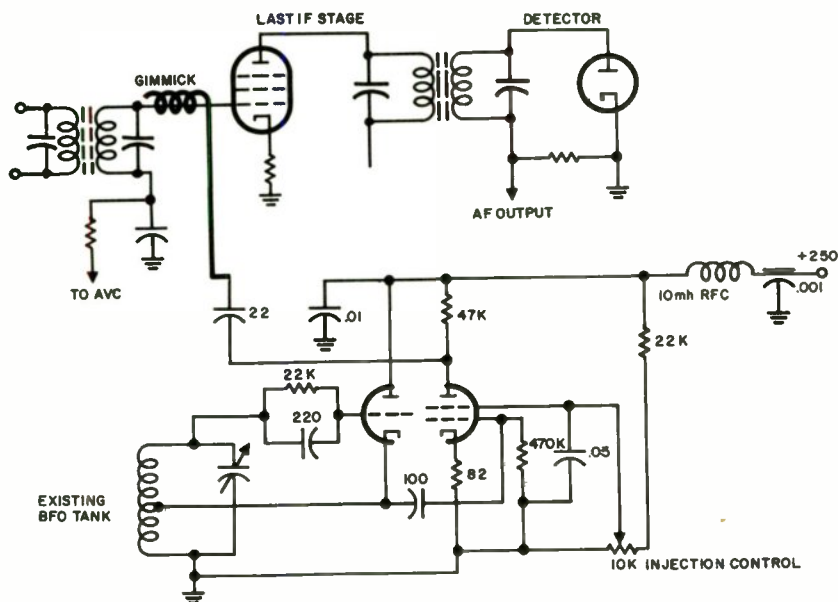 LAST IF STAGE
DETECTOR
GIMMICK
AF OUTPUT
TO AVC
+250
10mh RFC
.001
22
.01
47K
22K
22K
220
470K
.05
82
100
EXISTING
BFO TANK
10K INJECTION CONTROL